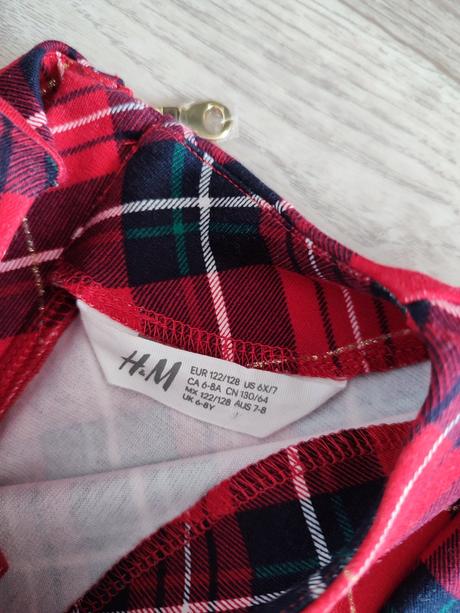 H&M
EUR 122/128 US 6X/7
CA 6-8A CN 130/64
MX 122/128 AUS 7-8
UK 6-8Y